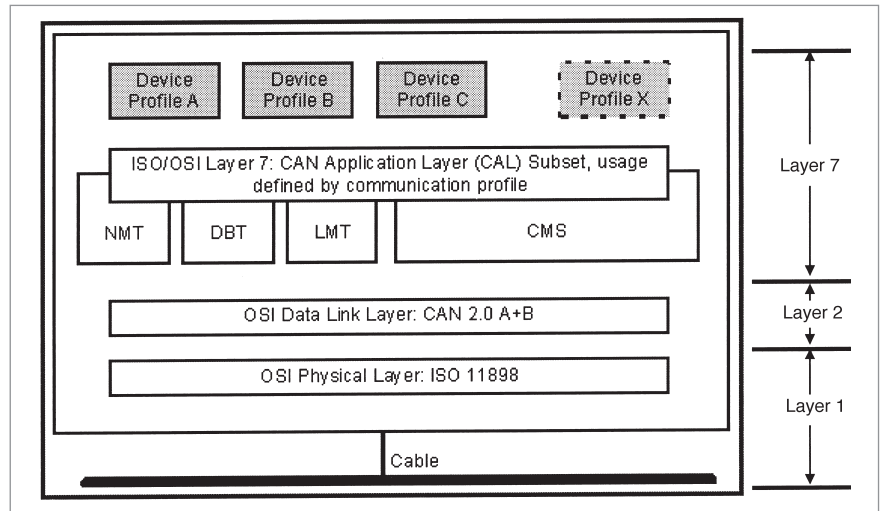 Device
Profile A
Device
Profile B
Device
Profile C
Device
Profile X
ISO/OSI Layer 7: CAN Application Layer (CAL) Subset, usage
defined by communication profile
NMT
DBT
LMT
CMS
Layer 7
OSI Data Link Layer: CAN 2.0 A+B
Layer 2
OSI Physical Layer: ISO 11898
Layer 1
Cable